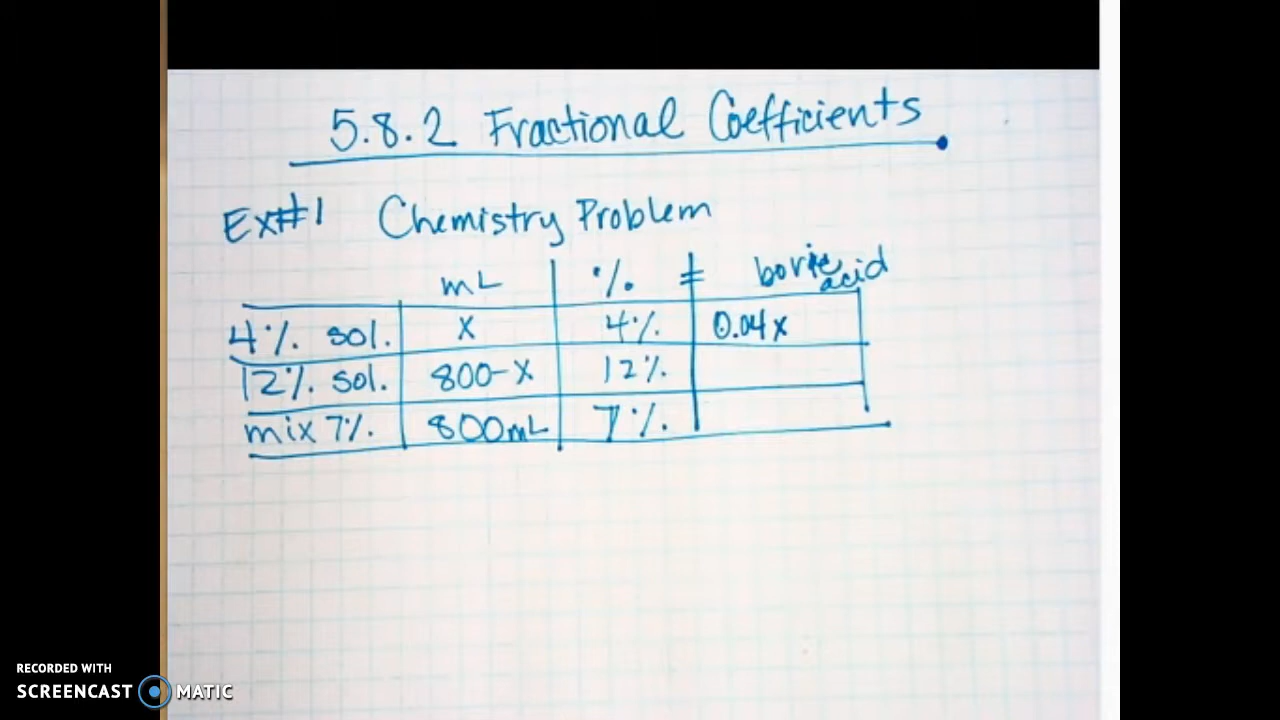 5.8.2 Fractional Coefficients
Ex#1 Chemistry Problem
mL % = boric acid
4% sol. x 4% 0.04x
12% sol. 800-x 12%
mix 7% 800mL 7%
RECORDED WITH
SCREENCAST MATIC